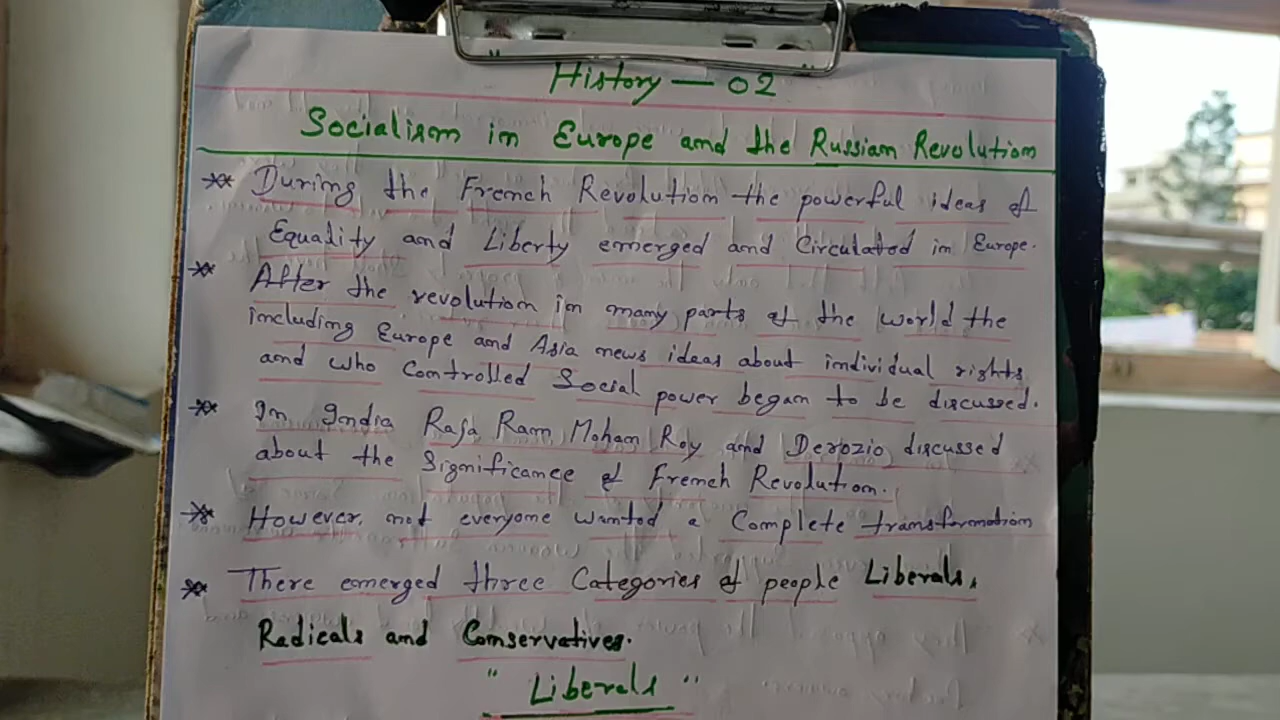 "History — 02"
Socialism in Europe and the Russian Revolution
** During the French Revolution the powerful ideas of
Equality and Liberty emerged and Circulated in Europe.
** After the revolution in many parts of the world the
including Europe and Asia news ideas about individual rights
and who Controlled Social power began to be discussed.
** In India Raja Ram Mohan Roy and Derozio discussed
about the Significance of French Revolution.
** However, not everyone wanted a Complete transformation
** There emerged three Categories of people Liberals,
Radicals and Conservatives.
"Liberals"